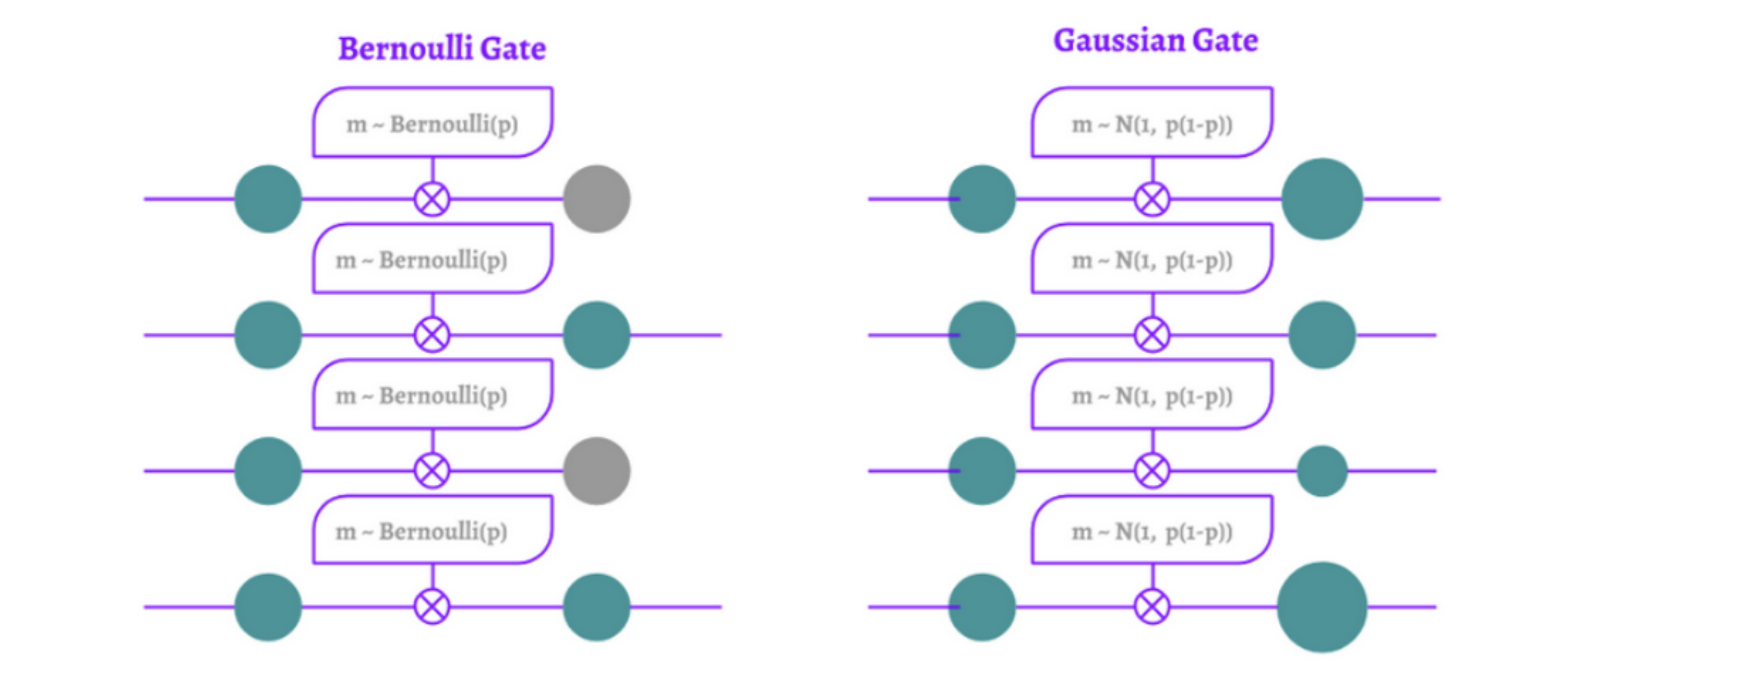 Bernoulli Gate
m ~ Bernoulli(p)
m ~ Bernoulli(p)
m ~ Bernoulli(p)
m ~ Bernoulli(p)
Gaussian Gate
m ~ N(1, p(1-p))
m ~ N(1, p(1-p))
m ~ N(1, p(1-p))
m ~ N(1, p(1-p))